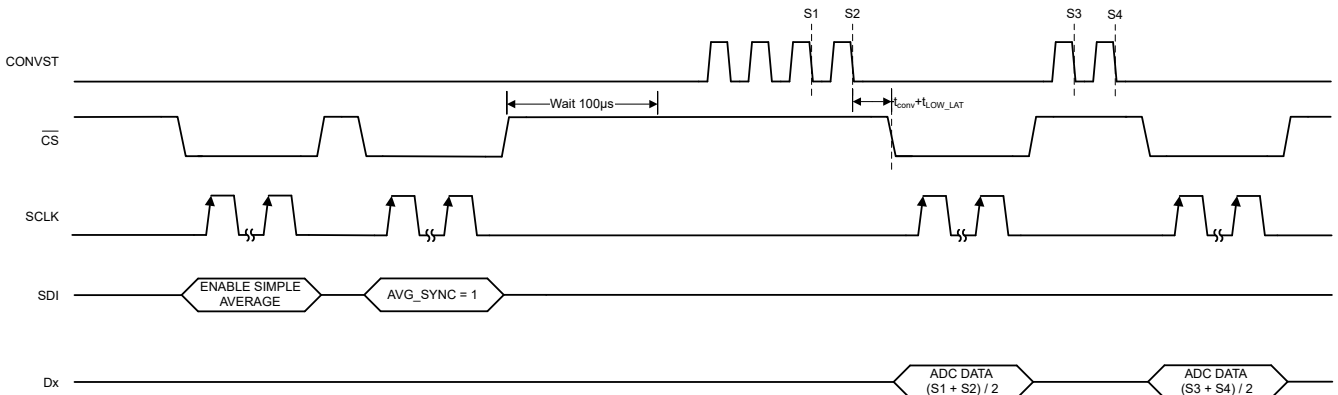 S1 S2 S3 S4
CONVST
Wait 100µs
tconv+tLOW_LAT
CS
SCLK
SDI
ENABLE SIMPLE
AVERAGE
AVG_SYNC = 1
Dx
ADC DATA
(S1 + S2) / 2
ADC DATA
(S3 + S4) / 2